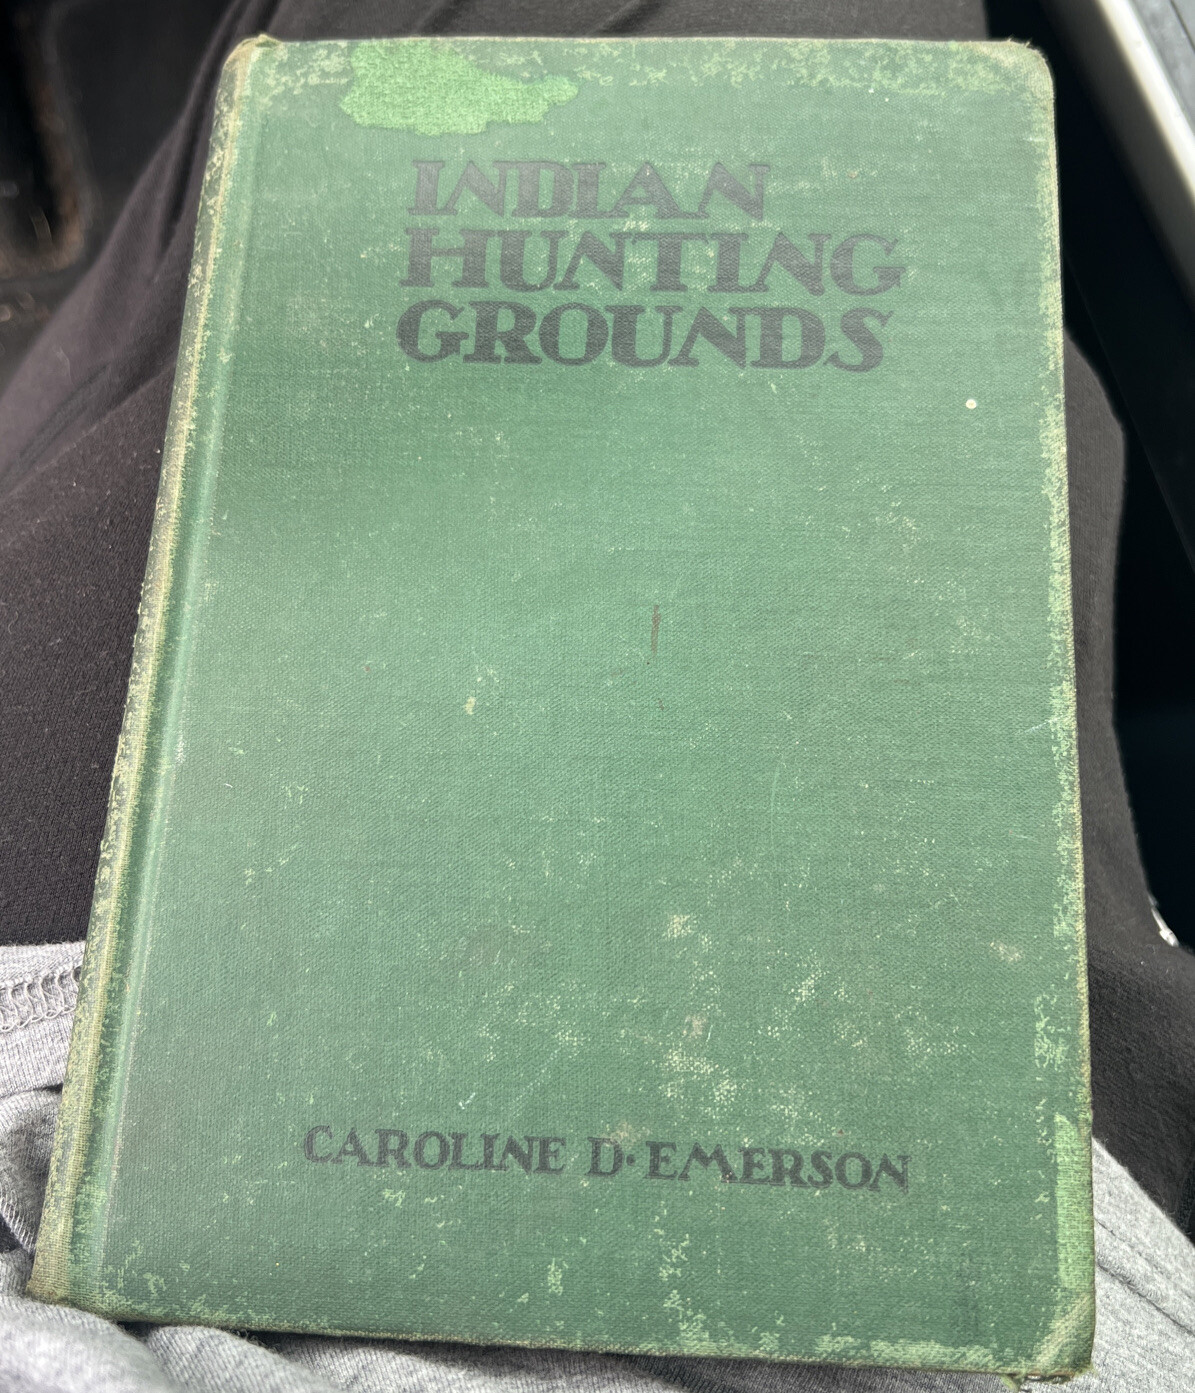 INDIAN
HUNTING
GROUNDS
CAROLINE D· EMERSON